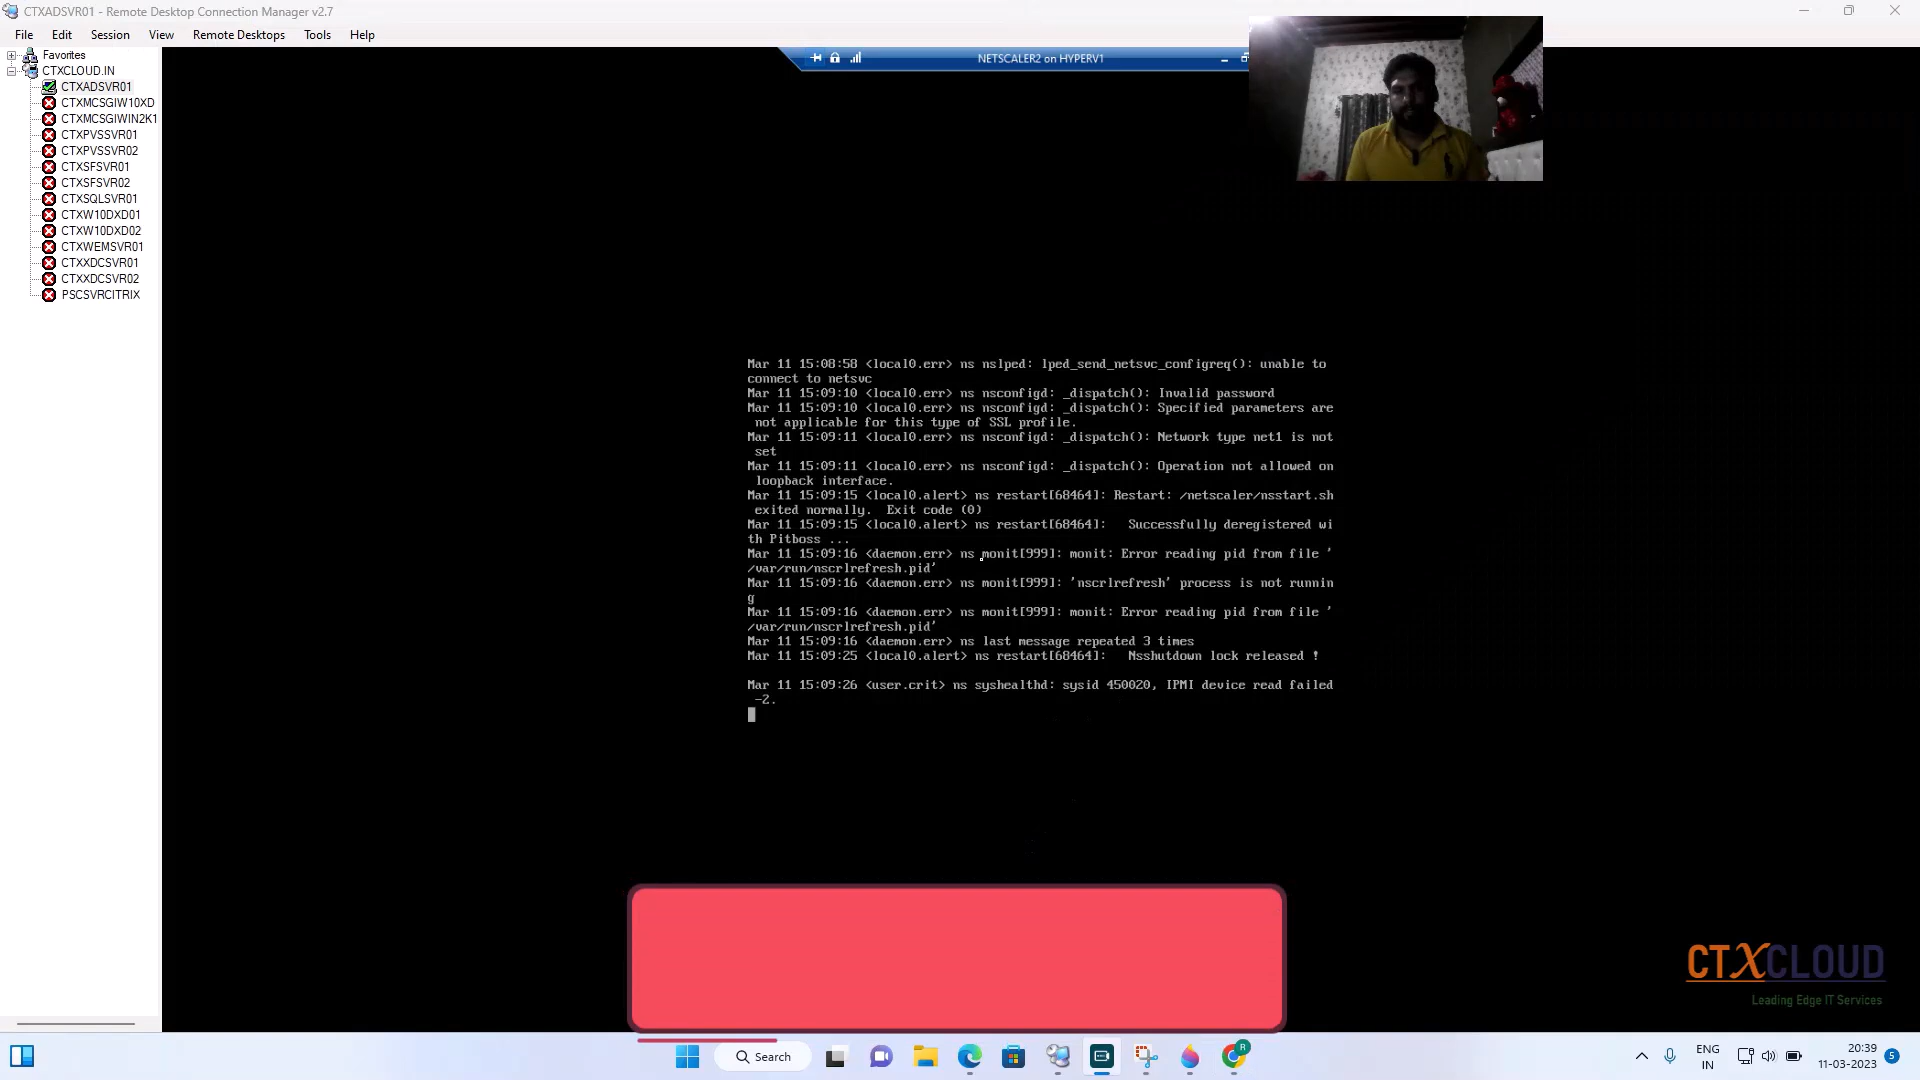 CTXADSVR01 - Remote Desktop Connection Manager v2.7
File Edit Session View Remote Desktops Tools Help
Favorites
CTXCLOUD.IN
CTXADSVR01
CTXMCSGIW10XD
CTXMCSGIWIN2K1
CTXPVSSVR01
CTXPVSSVR02
CTXSFSVR01
CTXSFSVR02
CTXSQLSVR01
CTXW10DXD01
CTXW10DXD02
CTXWEMSVR01
CTXXDCSVR01
CTXXDCSVR02
PSCSVRCITRIX
NETSCALER2 on HYPERV1
Mar 11 15:08:58 <local0.err> ns nslped: lped_send_netsvc_configreq(): unable to
connect to netsvc
Mar 11 15:09:10 <local0.err> ns nsconfigd: _dispatch(): Invalid password
Mar 11 15:09:10 <local0.err> ns nsconfigd: _dispatch(): Specified parameters are
not applicable for this type of SSL profile.
Mar 11 15:09:11 <local0.err> ns nsconfigd: _dispatch(): Network type net1 is not
set
Mar 11 15:09:11 <local0.err> ns nsconfigd: _dispatch(): Operation not allowed on
loopback interface.
Mar 11 15:09:15 <local0.alert> ns restart[68464]: Restart: /netscaler/nsstart.sh
exited normally.  Exit code (0)
Mar 11 15:09:15 <local0.alert> ns restart[68464]:   Successfully deregistered wi
th Pitboss ...
Mar 11 15:09:16 <daemon.err> ns monit[999]: monit: Error reading pid from file '
/var/run/nscrlrefresh.pid'
Mar 11 15:09:16 <daemon.err> ns monit[999]: 'nscrlrefresh' process is not runnin
g
Mar 11 15:09:16 <daemon.err> ns monit[999]: monit: Error reading pid from file '
/var/run/nscrlrefresh.pid'
Mar 11 15:09:16 <daemon.err> ns last message repeated 3 times
Mar 11 15:09:25 <local0.alert> ns restart[68464]:   Nsshutdown lock released !
Mar 11 15:09:26 <user.crit> ns syshealthd: sysid 450020, IPMI device read failed
-2.
CTXCLOUD
Leading Edge IT Services
Search
R
ENG
IN
20:39
11-03-2023
5